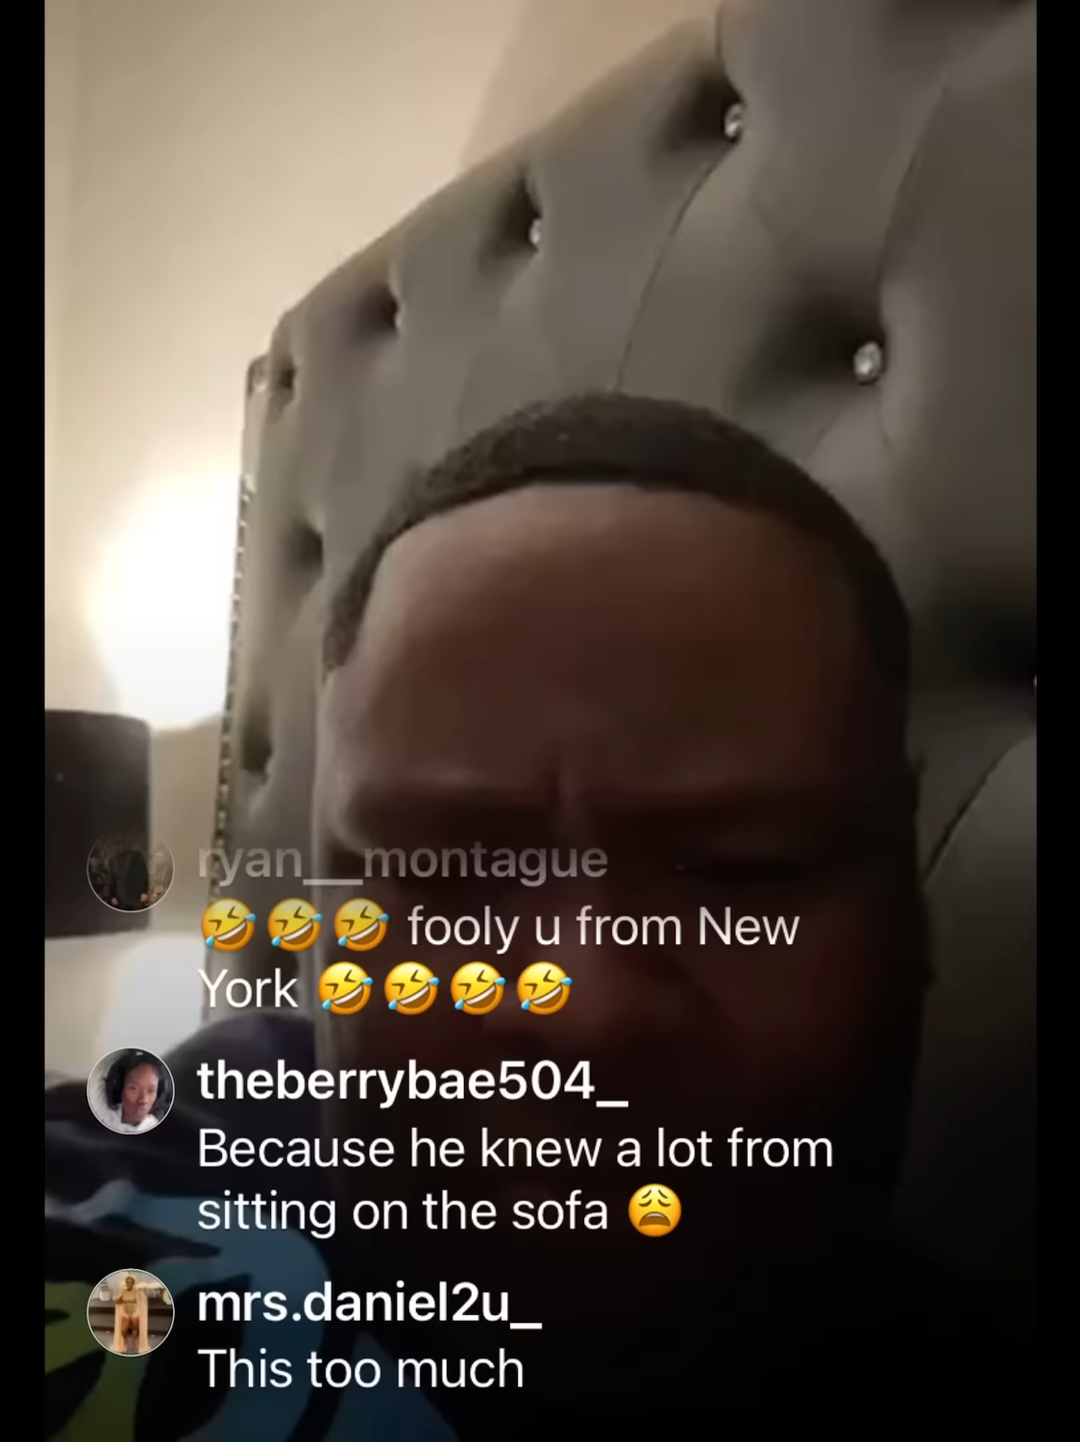 ryan__montague
🤣🤣🤣 fooly u from New
York 🤣🤣🤣🤣
theberrybae504_
Because he knew a lot from
sitting on the sofa 😩
mrs.daniel2u_
This too much